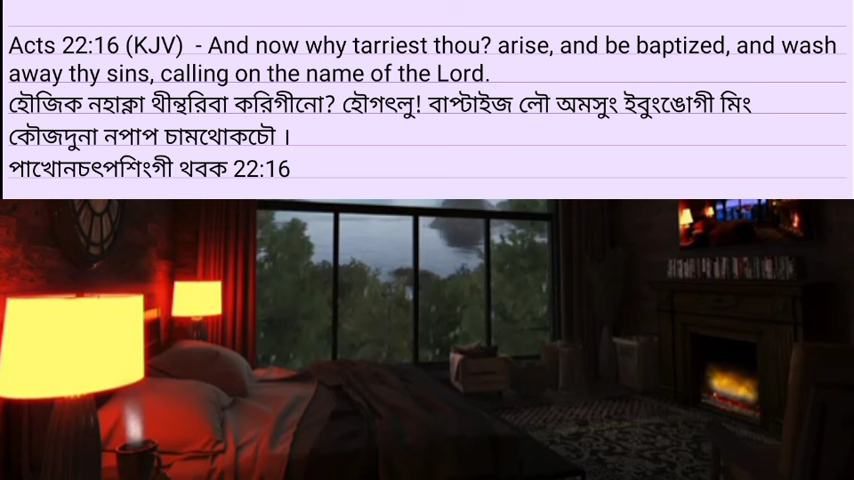 Acts 22:16 (KJV)  - And now why tarriest thou? arise, and be baptized, and wash
away thy sins, calling on the name of the Lord.
হৌজিক নহাক্না থীন্থরিবা করিগীনো? হৌগৎলু! বাপ্টাইজ লৌ অমসুং ইবুংঙোগী মিং
কৌজদুনা নপাপ চামথোকচৌ ।
পাখোনচৎপশিংগী থবক 22:16